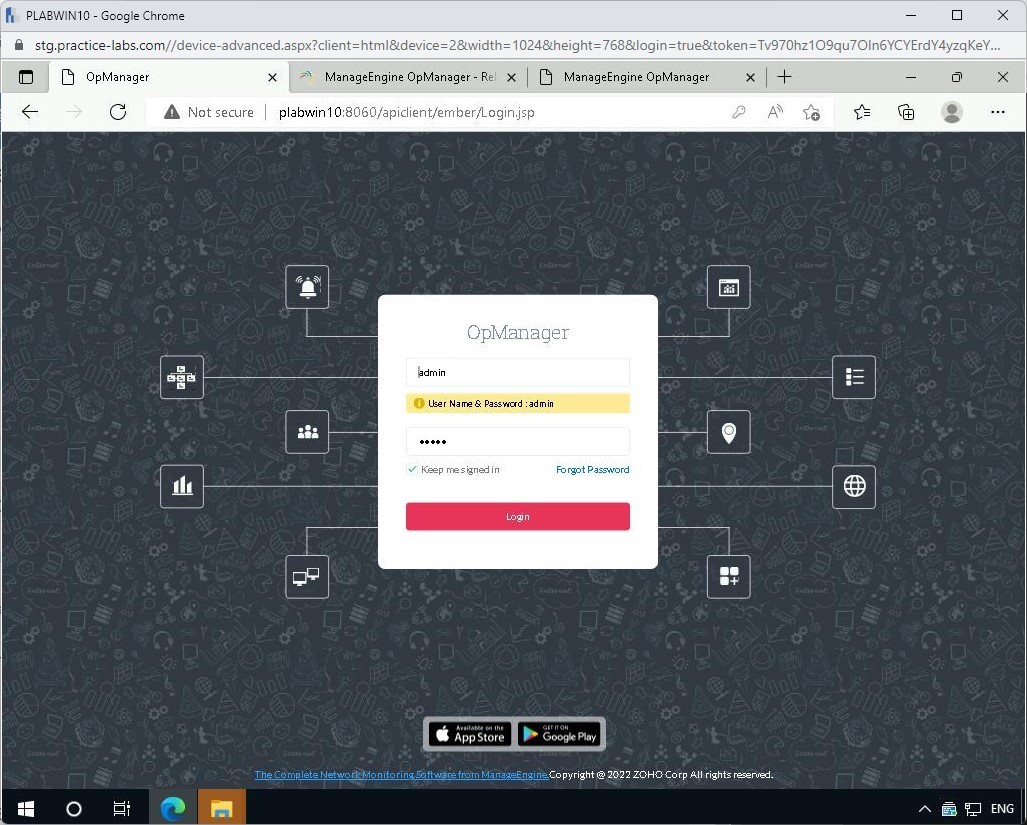 PLABWIN10 - Google Chrome
stg.practice-labs.com//device-advanced.aspx?client=html&device=2&width=1024&height=768&login=true&token=Tv970hz1O9qu7OIn6YCYErdY4yzqKeY...
OpManager
ManageEngine OpManager - Rel
ManageEngine OpManager
Not secure
plabwin10:8060/apiclient/ember/Login.jsp
OpManager
admin
User Name & Password : admin
Keep me signed in
Forgot Password
Login
Available on the
App Store
GET IT ON
Google Play
The Complete Network Monitoring Software from ManageEngine. Copyright @ 2022 ZOHO Corp All rights reserved.
ENG